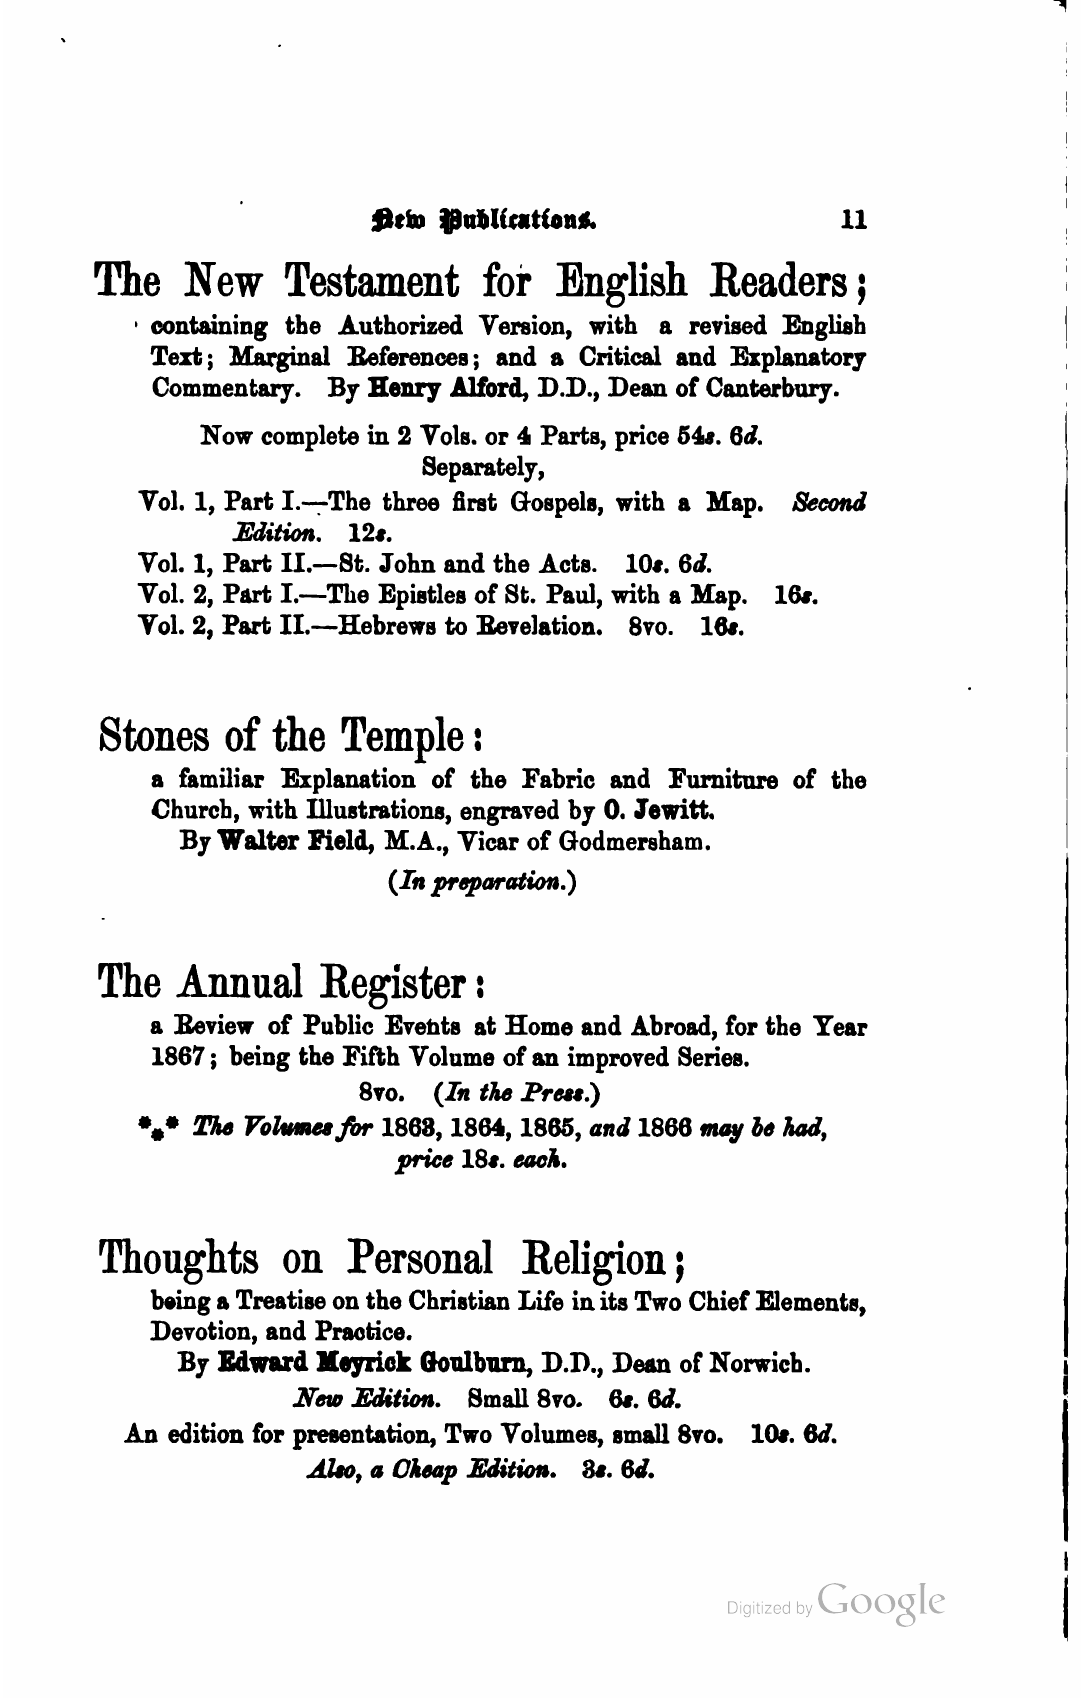 New Publications. 11
The New Testament for English Readers;
containing the Authorized Version, with a revised English
Text; Marginal References; and a Critical and Explanatory
Commentary. By Henry Alford, D.D., Dean of Canterbury.
Now complete in 2 Vols. or 4 Parts, price 54s. 6d.
Separately,
Vol. 1, Part I.—The three first Gospels, with a Map. Second
Edition. 12s.
Vol. 1, Part II.—St. John and the Acts. 10s. 6d.
Vol. 2, Part I.—The Epistles of St. Paul, with a Map. 16s.
Vol. 2, Part II.—Hebrews to Revelation. 8vo. 16s.
Stones of the Temple:
a familiar Explanation of the Fabric and Furniture of the
Church, with Illustrations, engraved by O. Jewitt.
By Walter Field, M.A., Vicar of Godmersham.
(In preparation.)
The Annual Register:
a Review of Public Events at Home and Abroad, for the Year
1867; being the Fifth Volume of an improved Series.
8vo. (In the Press.)
*⁎* The Volumes for 1863, 1864, 1865, and 1866 may be had,
price 18s. each.
Thoughts on Personal Religion;
being a Treatise on the Christian Life in its Two Chief Elements,
Devotion, and Practice.
By Edward Meyrick Goulburn, D.D., Dean of Norwich.
New Edition. Small 8vo. 6s. 6d.
An edition for presentation, Two Volumes, small 8vo. 10s. 6d.
Also, a Cheap Edition. 3s. 6d.
Digitized by Google